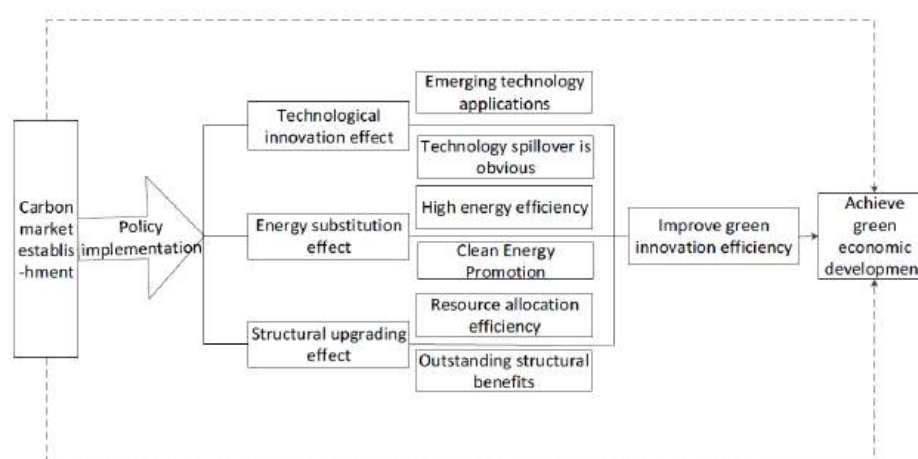 Carbon
market
establis
-hment
Policy
implementation
Technological
innovation effect
Emerging technology
applications
Technology spillover is
obvious
Energy substitution
effect
High energy efficiency
Clean Energy
Promotion
Structural upgrading
effect
Resource allocation
efficiency
Outstanding structural
benefits
Improve green
innovation efficiency
Achieve
green
economic
development